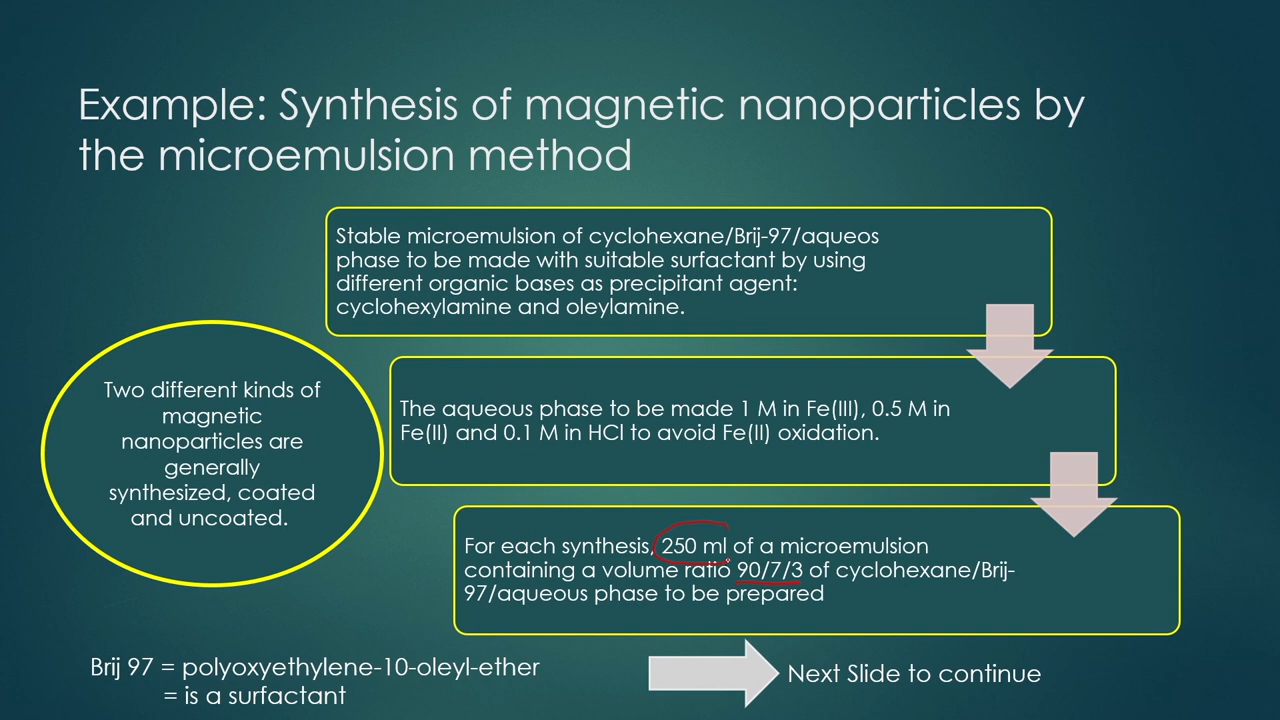 Example: Synthesis of magnetic nanoparticles by
the microemulsion method
Stable microemulsion of cyclohexane/Brij-97/aqueos
phase to be made with suitable surfactant by using
different organic bases as precipitant agent:
cyclohexylamine and oleylamine.
Two different kinds of
magnetic
nanoparticles are
generally
synthesized, coated
and uncoated.
The aqueous phase to be made 1 M in Fe(III), 0.5 M in
Fe(II) and 0.1 M in HCl to avoid Fe(II) oxidation.
For each synthesis, 250 ml of a microemulsion
containing a volume ratio 90/7/3 of cyclohexane/Brij-
97/aqueous phase to be prepared
Brij 97 = polyoxyethylene-10-oleyl-ether
= is a surfactant
Next Slide to continue